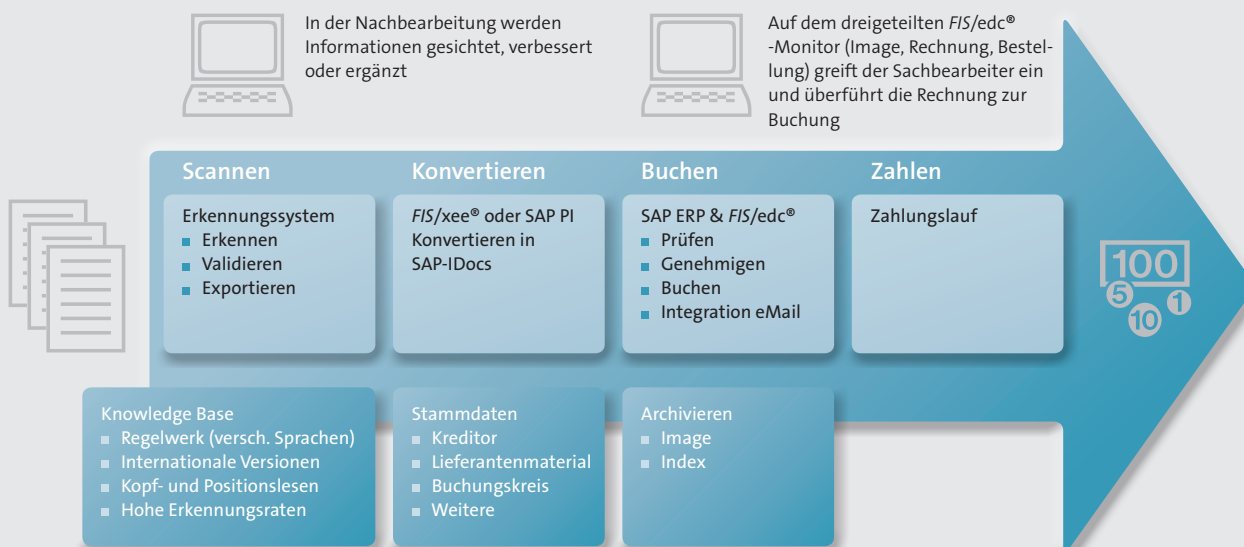 In der Nachbearbeitung werden
Informationen gesichtet, verbessert
oder ergänzt
Auf dem dreigeteilten FIS/edc®
-Monitor (Image, Rechnung, Bestel-
lung) greift der Sachbearbeiter ein
und überführt die Rechnung zur
Buchung
Scannen
Erkennungssystem
Erkennen
Validieren
Exportieren
Konvertieren
FIS/xee® oder SAP PI
Konvertieren in
SAP-IDocs
Buchen
SAP ERP & FIS/edc®
Prüfen
Genehmigen
Buchen
Integration eMail
Zahlen
Zahlungslauf
100
5
10
1
Knowledge Base
Regelwerk (versch. Sprachen)
Internationale Versionen
Kopf- und Positionslesen
Hohe Erkennungsraten
Stammdaten
Kreditor
Lieferantenmaterial
Buchungskreis
Weitere
Archivieren
Image
Index